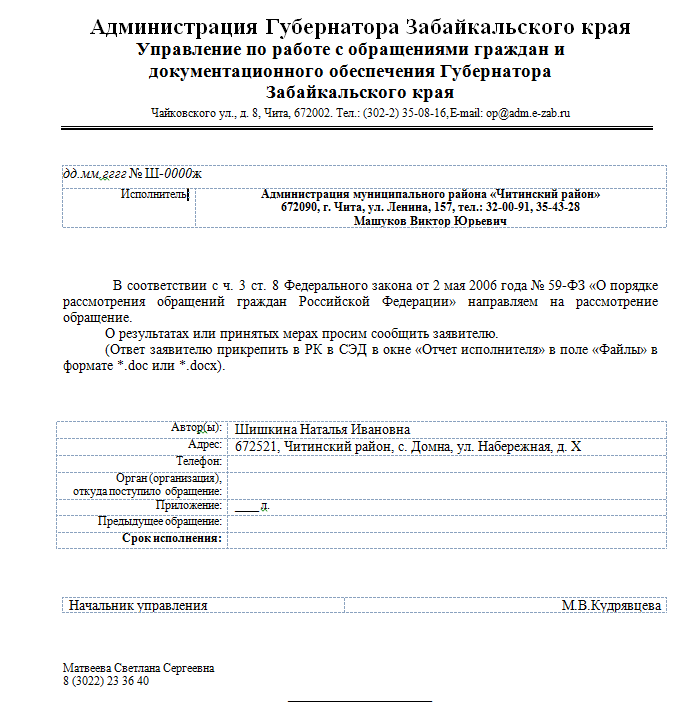 Администрация Губернатора Забайкальского края
Управление по работе с обращениями граждан и
документационного обеспечения Губернатора
Забайкальского края
Чайковского ул., д. 8, Чита, 672002. Тел.: (302-2) 35-08-16, E-mail: op@adm.e-zab.ru
дд.мм.гггг № Ш-0000ж
Исполнитель
Администрация муниципального района «Читинский район»
672090, г. Чита, ул. Ленина, 157, тел.: 32-00-91, 35-43-28
Машуков Виктор Юрьевич
В соответствии с ч. 3 ст. 8 Федерального закона от 2 мая 2006 года № 59-ФЗ «О порядке
рассмотрения обращений граждан Российской Федерации» направляем на рассмотрение
обращение.
О результатах или принятых мерах просим сообщить заявителю.
(Ответ заявителю прикрепить в РК в СЭД в окне «Отчет исполнителя» в поле «Файлы» в
формате *.doc или *.docx).
Автор(ы): Шишкина Наталья Ивановна
Адрес: 672521, Читинский район, с. Домна, ул. Набережная, д. Х
Телефон:
Орган (организация),
откуда поступило обращение:
Приложение: ____ д.
Предыдущее обращение:
Срок исполнения:
Начальник управления М.В.Кудрявцева
Матвеева Светлана Сергеевна
8 (3022) 23 36 40